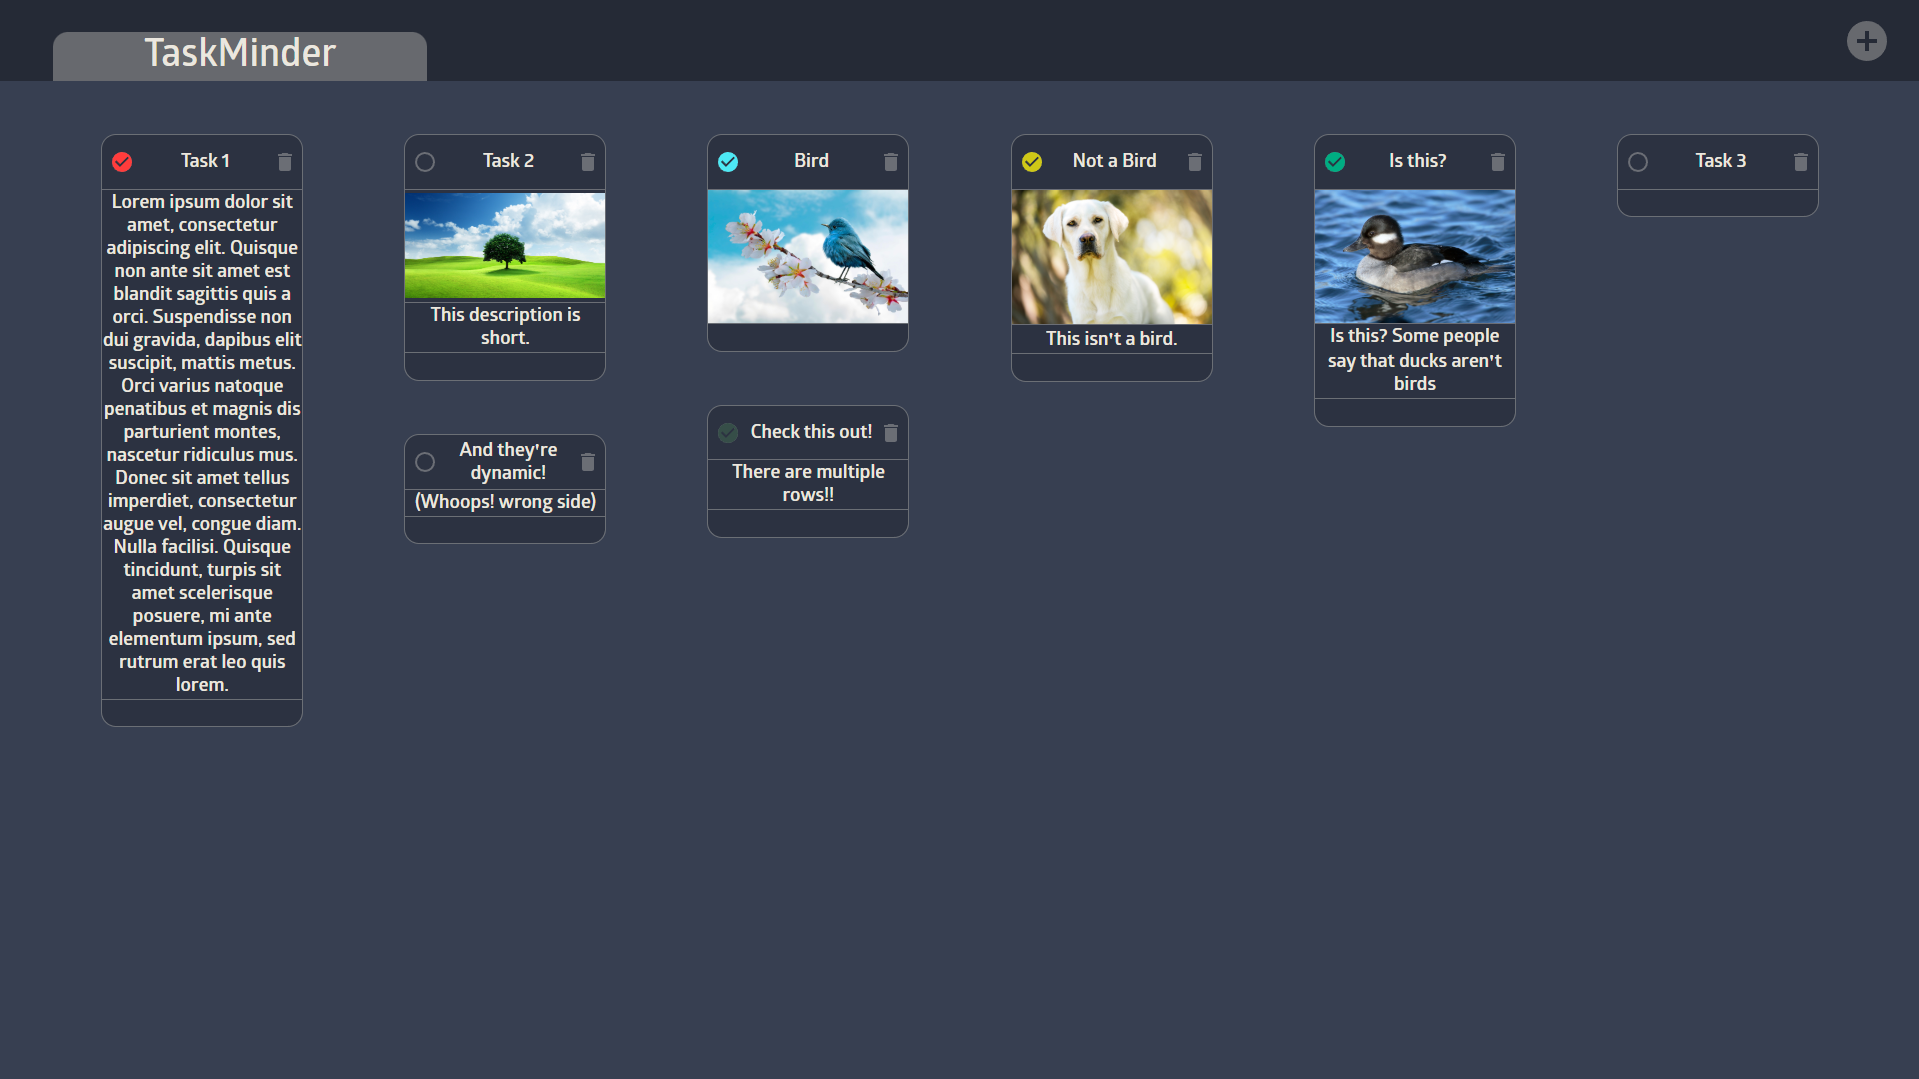 TaskMinder
Task 1
Lorem ipsum dolor sit
amet, consectetur
adipiscing elit. Quisque
non ante sit amet est
blandit sagittis quis a
orci. Suspendisse non
dui gravida, dapibus elit
suscipit, mattis metus.
Orci varius natoque
penatibus et magnis dis
parturient montes,
nascetur ridiculus mus.
Donec sit amet tellus
imperdiet, consectetur
augue vel, congue diam.
Nulla facilisi. Quisque
tincidunt, turpis sit
amet scelerisque
posuere, mi ante
elementum ipsum, sed
rutrum erat leo quis
lorem.
Task 2
This description is
short.
And they're
dynamic!
(Whoops! wrong side)
Bird
Check this out!
There are multiple
rows!!
Not a Bird
This isn't a bird.
Is this?
Is this? Some people
say that ducks aren't
birds
Task 3